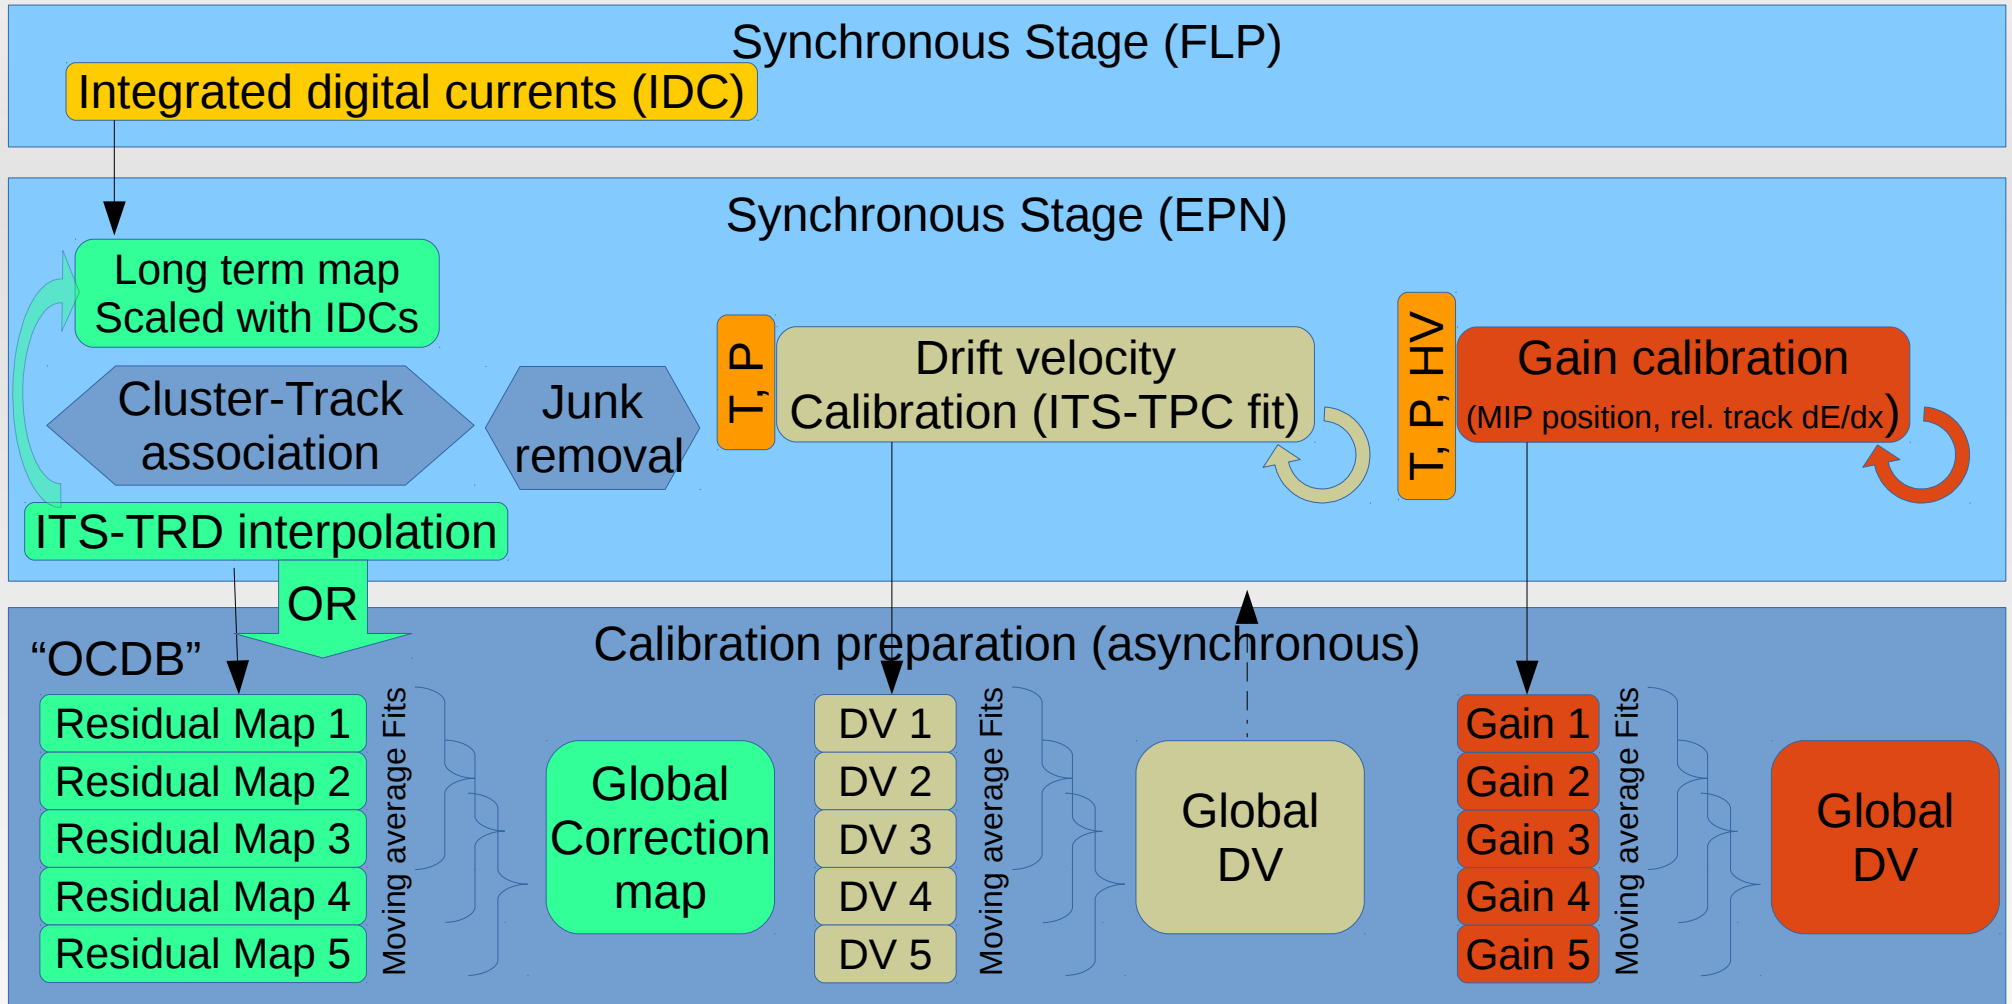 Synchronous Stage (FLP)
Integrated digital currents (IDC)
Synchronous Stage (EPN)
Long term map
Scaled with IDCs
Cluster-Track
association
Junk
removal
T, P
Drift velocity
Calibration (ITS-TPC fit)
T, P, HV
Gain calibration
(MIP position, rel. track dE/dx)
ITS-TRD interpolation
OR
“OCDB”
Calibration preparation (asynchronous)
Residual Map 1
Residual Map 2
Residual Map 3
Residual Map 4
Residual Map 5
Moving average Fits
Global
Correction
map
DV 1
DV 2
DV 3
DV 4
DV 5
Moving average Fits
Global
DV
Gain 1
Gain 2
Gain 3
Gain 4
Gain 5
Moving average Fits
Global
DV